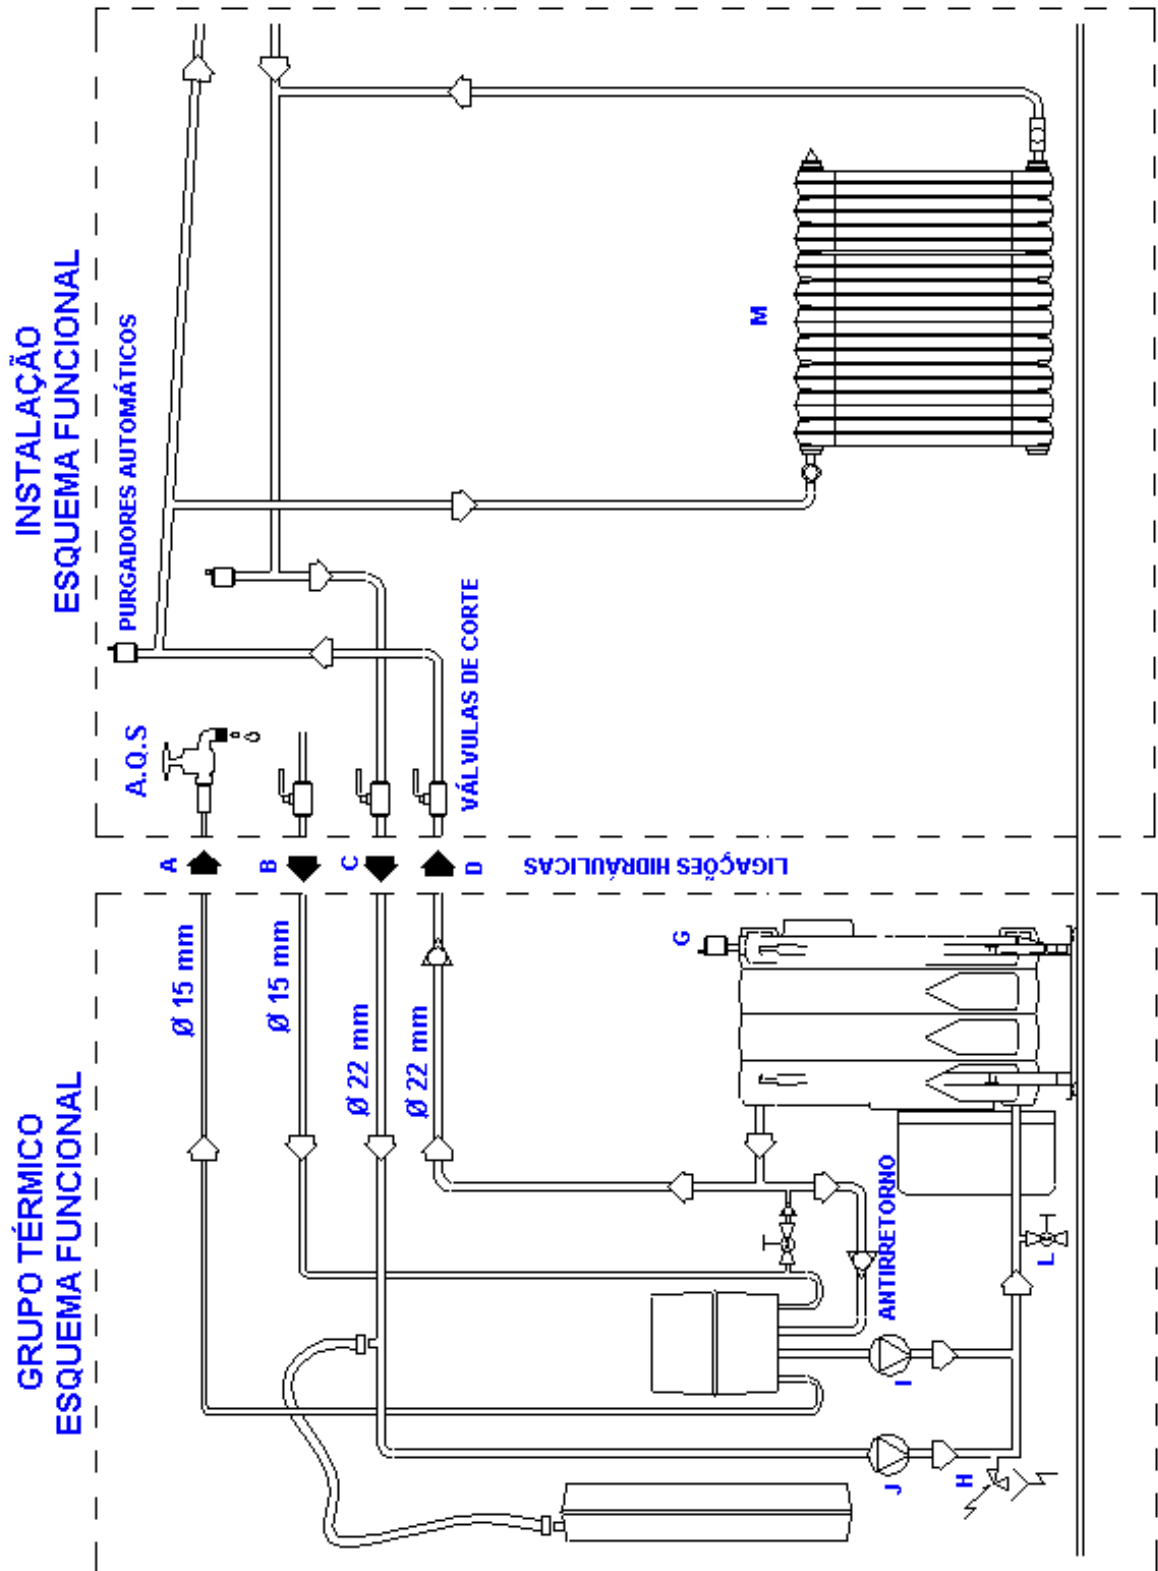 INSTALAÇÃO
ESQUEMA FUNCIONAL
PURGADORES AUTOMÁTICOS
M
A.Q.S
VÁLVULAS DE CORTE
A
B
C
D
LIGAÇÕES HIDRÁULICAS
GRUPO TÉRMICO
ESQUEMA FUNCIONAL
Ø 15 mm
Ø 15 mm
Ø 22 mm
Ø 22 mm
G
ANTIRRETORNO
L
I
J
H